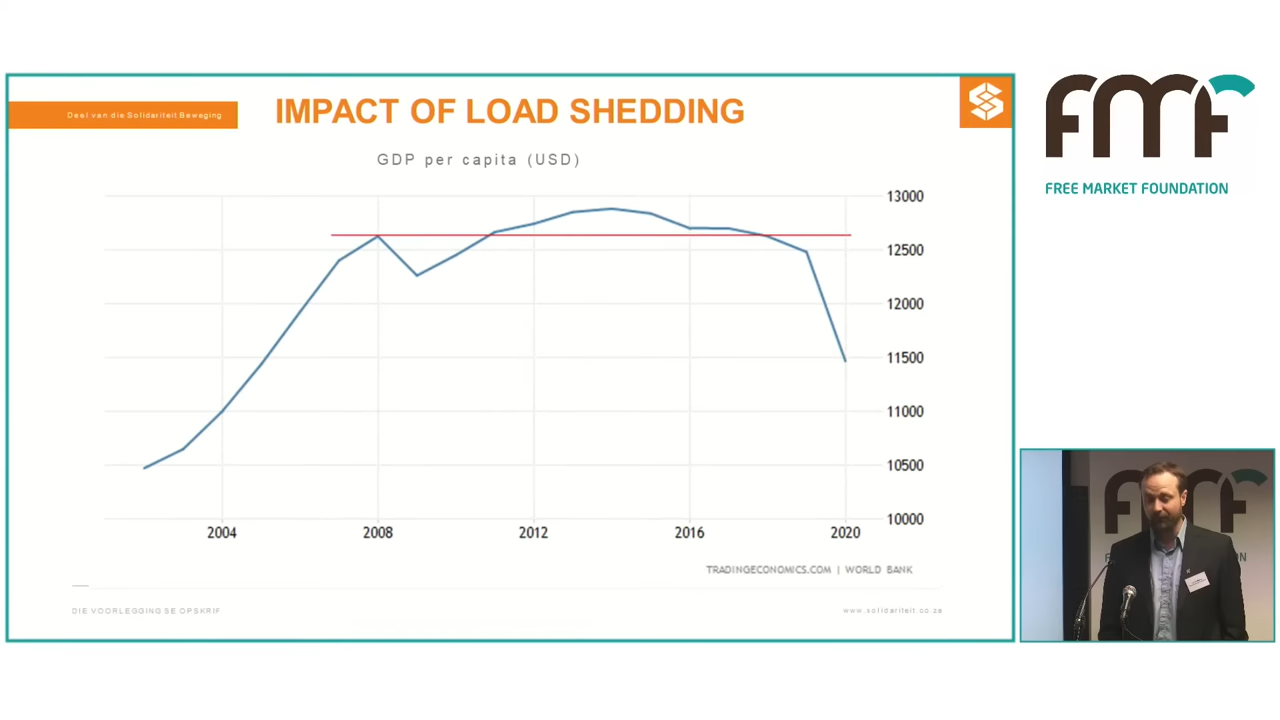 Deel van die Solidariteit Beweging
IMPACT OF LOAD SHEDDING
GDP per capita (USD)
13000
12500
12000
11500
11000
10500
10000
2004
2008
2012
2016
2020
TRADINGECONOMICS.COM | WORLD BANK
DIE VOORLEGGING SE OPSKRIF
www.solidariteit.co.za
FMF
FREE MARKET FOUNDATION
FMF